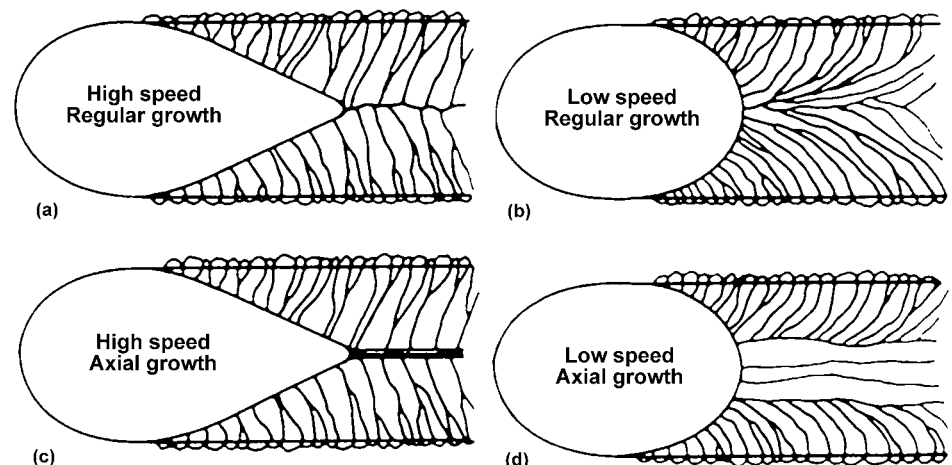 High speed
Regular growth
(a)
Low speed
Regular growth
(b)
High speed
Axial growth
(c)
Low speed
Axial growth
(d)